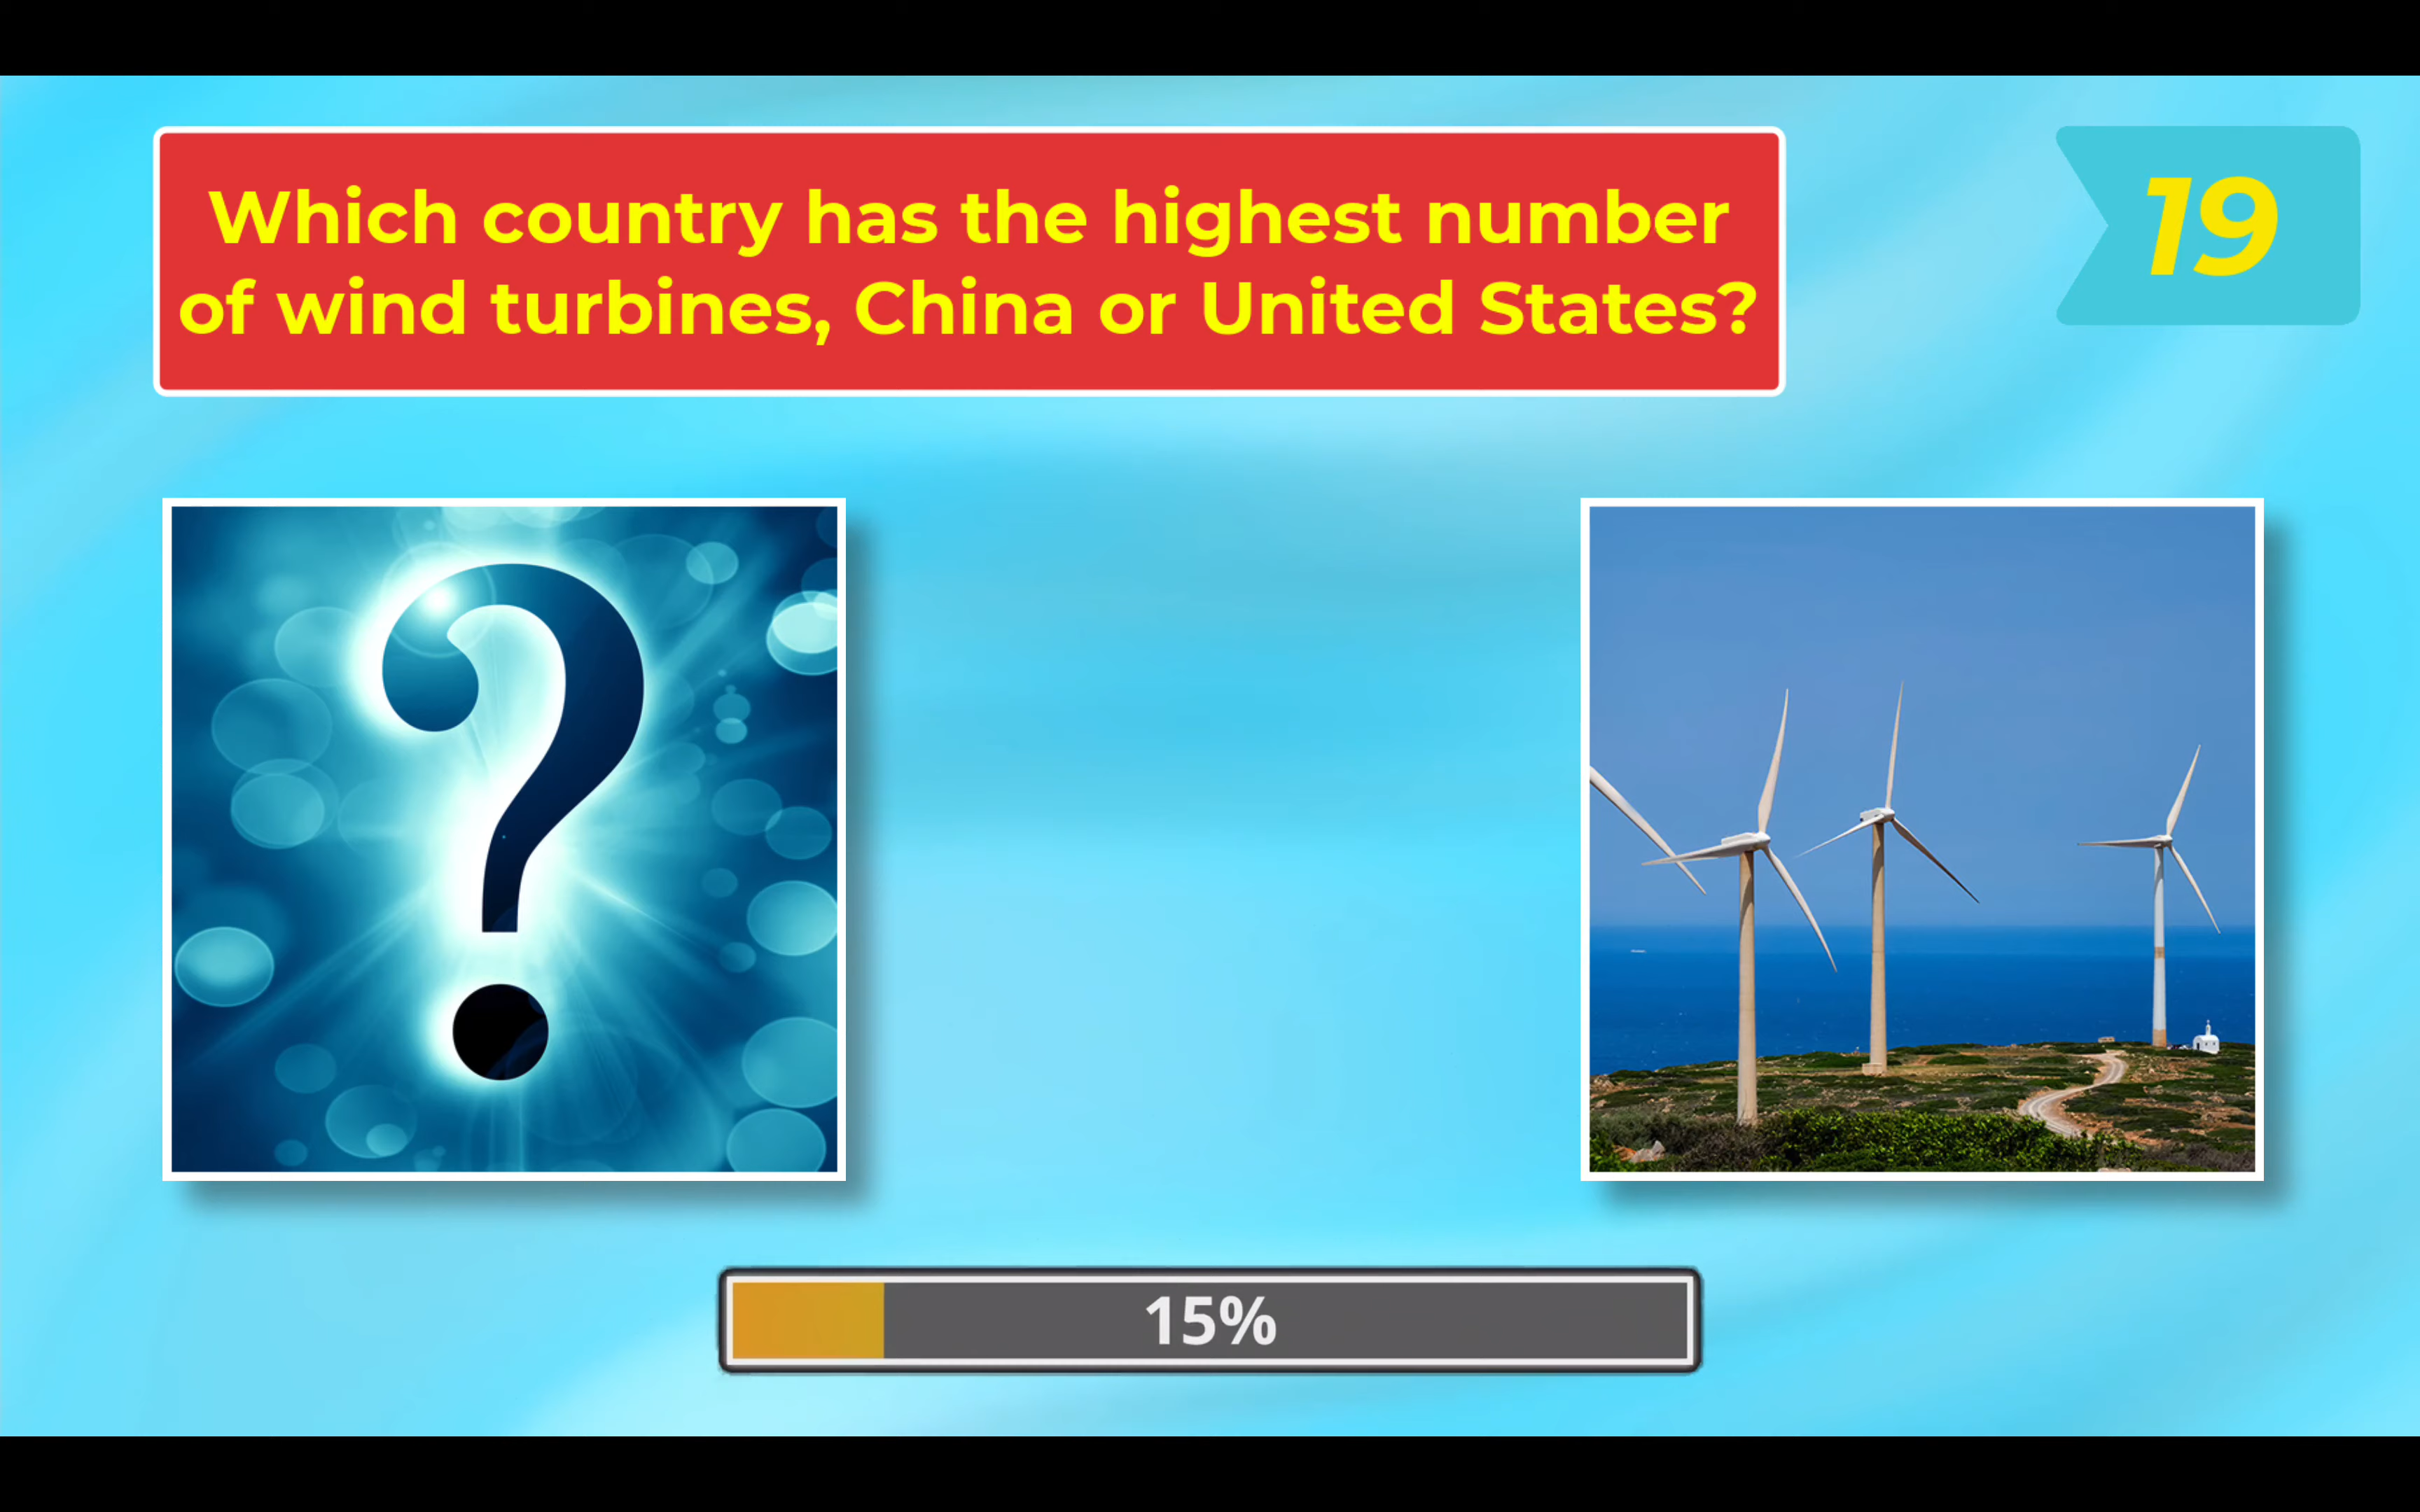 Which country has the highest number
of wind turbines, China or United States?
19
15%